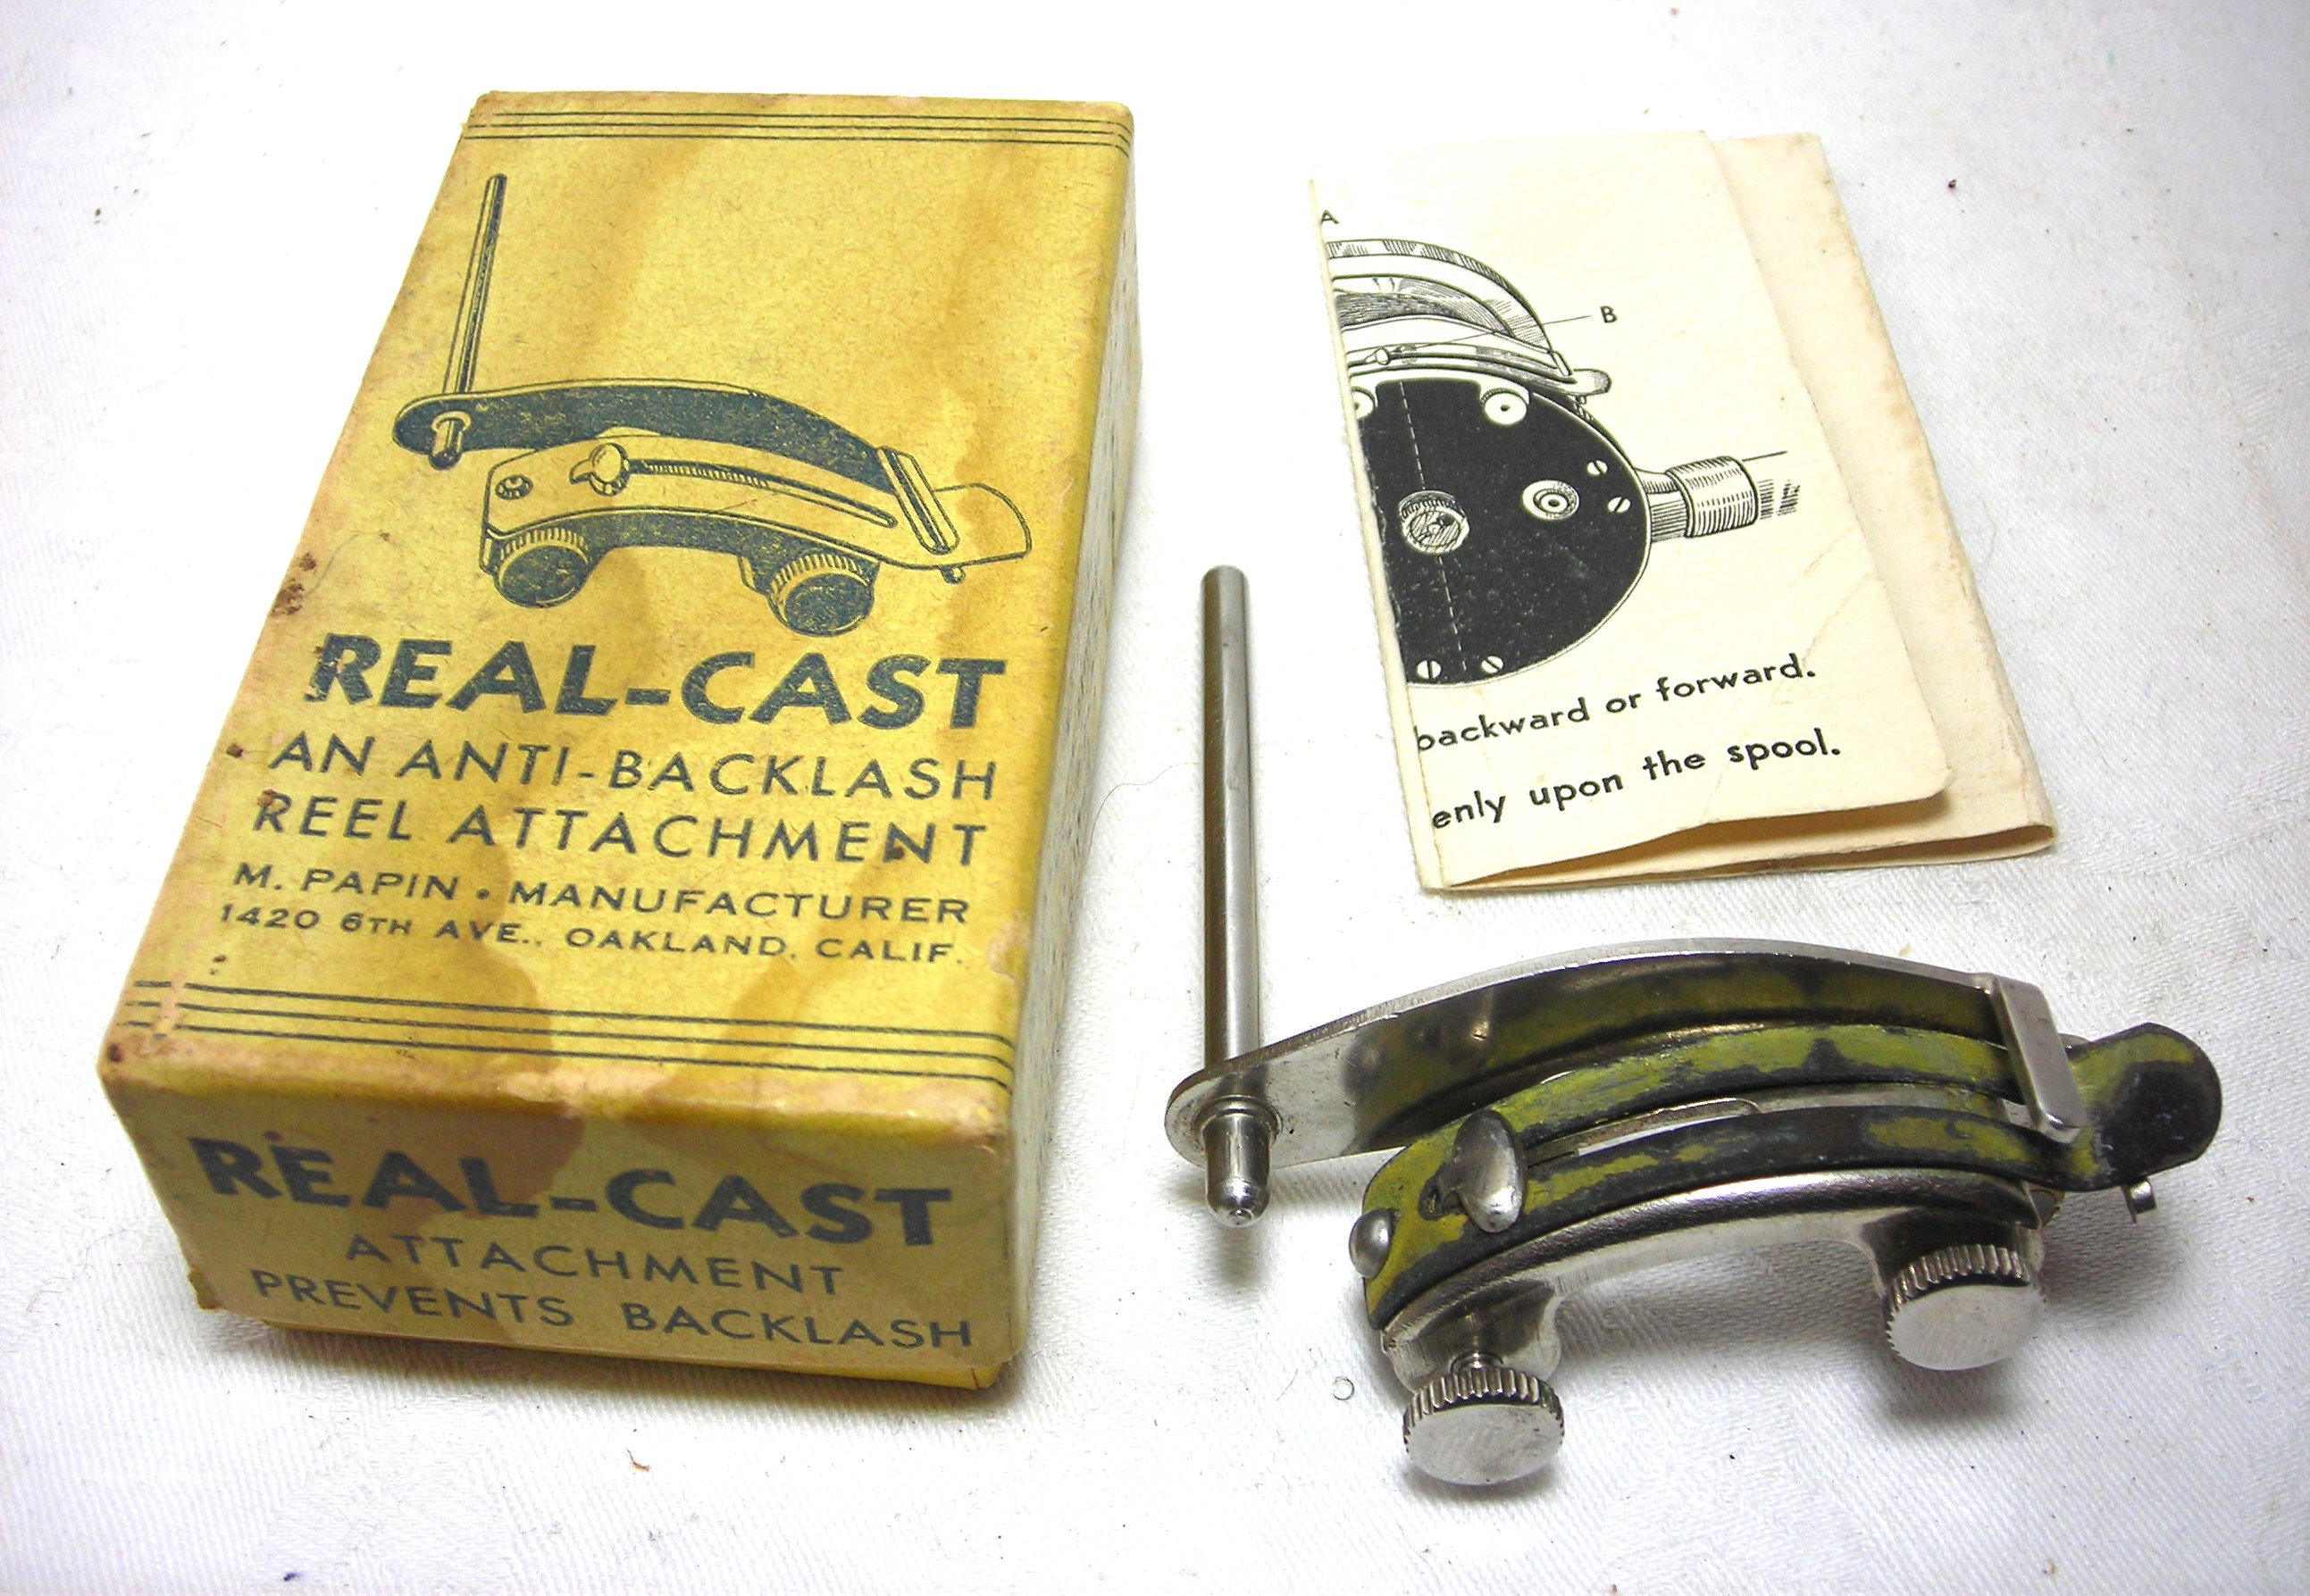 REAL-CAST
AN ANTI-BACKLASH
REEL ATTACHMENT
M. PAPIN • MANUFACTURER
1420 6TH AVE., OAKLAND, CALIF.
REAL-CAST
ATTACHMENT
PREVENTS BACKLASH
A
B
backward or forward.
enly upon the spool.